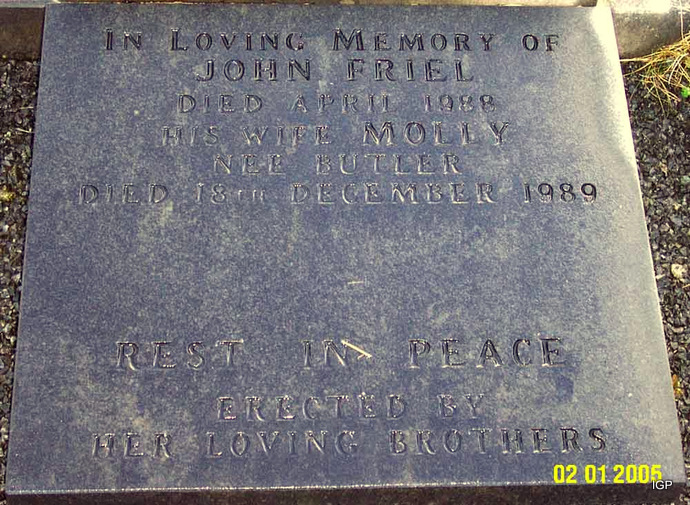 IN LOVING MEMORY OF
JOHN FRIEL
DIED APRIL 1988
HIS WIFE MOLLY
NEE BUTLER
DIED 18TH DECEMBER 1989
REST IN PEACE
ERECTED BY
HER LOVING BROTHERS
02 01 2005
IGP